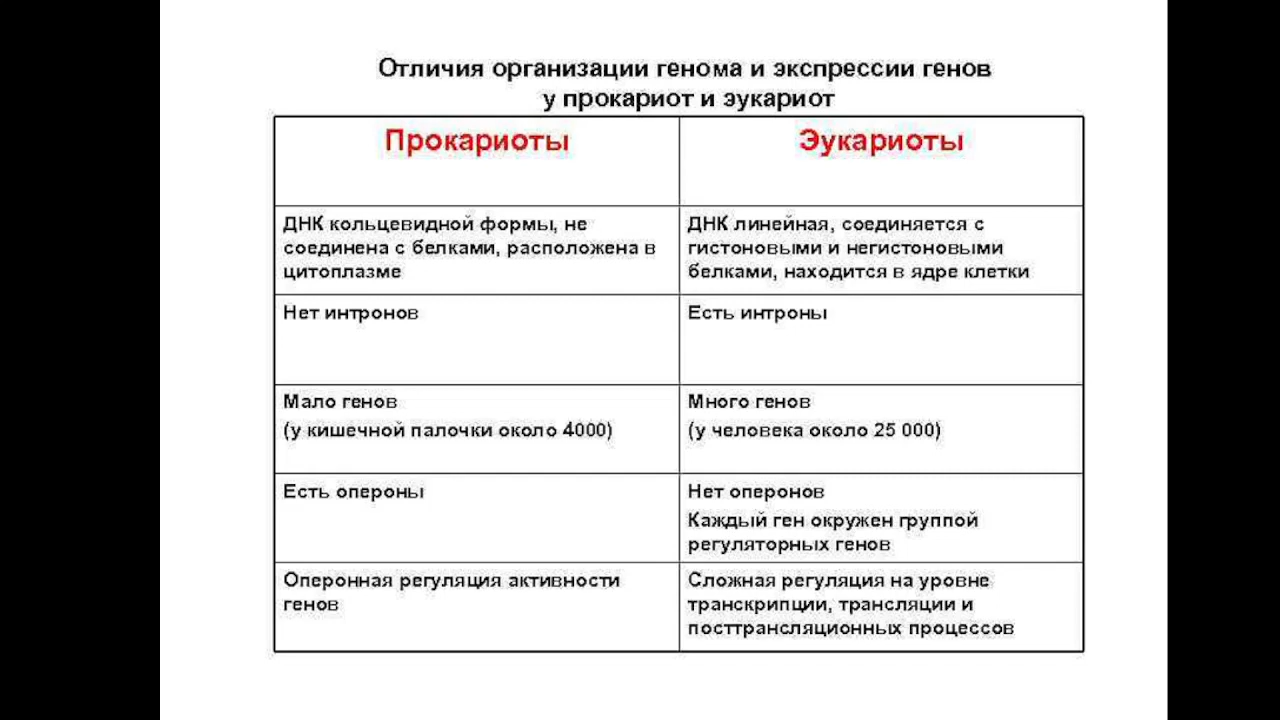 Отличия организации генома и экспрессии генов
у прокариот и эукариот
Прокариоты
Эукариоты
ДНК кольцевидной формы, не
соединена с белками, расположена в
цитоплазме
ДНК линейная, соединяется с
гистоновыми и негистоновыми
белками, находится в ядре клетки
Нет интронов
Есть интроны
Мало генов
(у кишечной палочки около 4000)
Много генов
(у человека около 25 000)
Есть опероны
Нет оперонов
Каждый ген окружен группой
регуляторных генов
Оперонная регуляция активности
генов
Сложная регуляция на уровне
транскрипции, трансляции и
посттрансляционных процессов